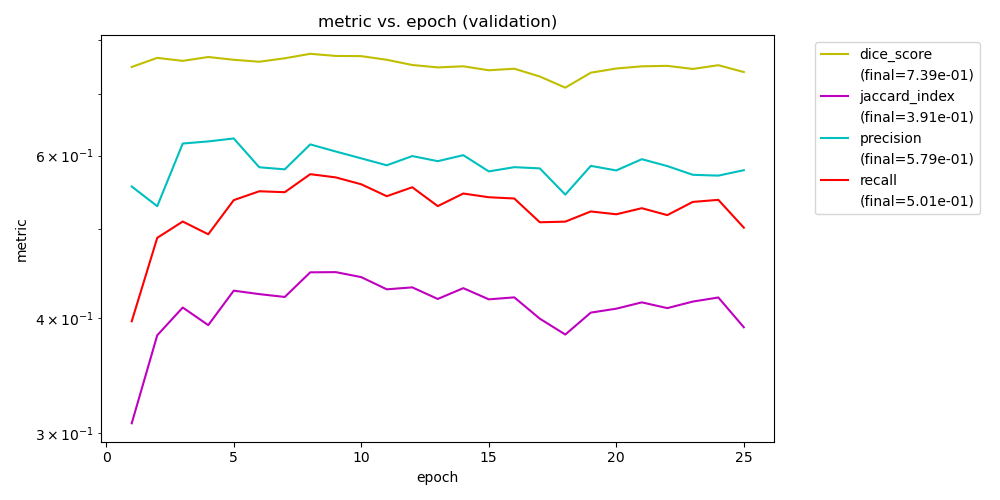 metric vs. epoch (validation)
metric
6 × 10⁻¹
4 × 10⁻¹
3 × 10⁻¹
0 5 10 15 20 25
epoch
dice_score
(final=7.39e-01)
jaccard_index
(final=3.91e-01)
precision
(final=5.79e-01)
recall
(final=5.01e-01)